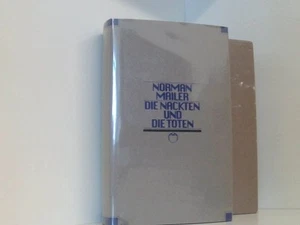 NORMAN
MAILER
DIE NACKTEN
UND
DIE TOTEN